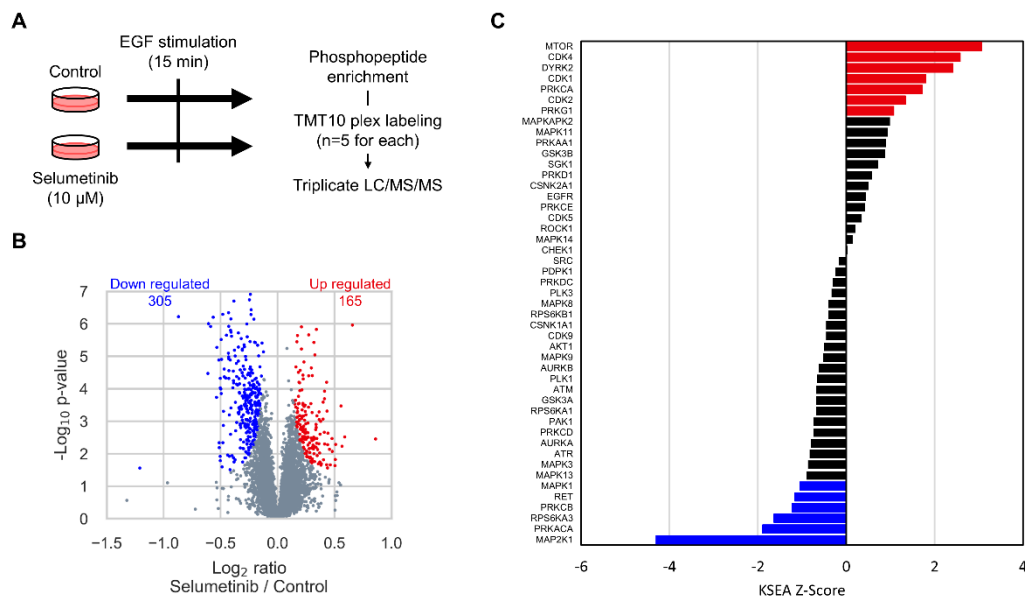 A
EGF stimulation
(15 min)
Control
Selumetinib
(10 µM)
Phosphopeptide
enrichment
TMT10 plex labeling
(n=5 for each)
Triplicate LC/MS/MS
B
Down regulated
305
Up regulated
165
7
6
5
4
3
2
1
0
-Log10 p-value
−1.5
−1.0
−0.5
0.0
0.5
1.0
Log2 ratio
Selumetinib / Control
C
MTOR
CDK4
DYRK2
CDK1
PRKCA
CDK2
PRKG1
MAPKAPK2
MAPK11
PRKAA1
GSK3B
SGK1
PRKD1
CSNK2A1
EGFR
PRKCE
CDK5
ROCK1
MAPK14
CHEK1
SRC
PDPK1
PRKDC
PLK3
MAPK8
RPS6KB1
CSNK1A1
CDK9
AKT1
MAPK9
AURKB
PLK1
ATM
GSK3A
RPS6KA1
PAK1
PRKCD
AURKA
ATR
MAPK3
MAPK13
MAPK1
RET
PRKCB
RPS6KA3
PRKACA
MAP2K1
-6
-4
-2
0
2
4
KSEA Z-Score